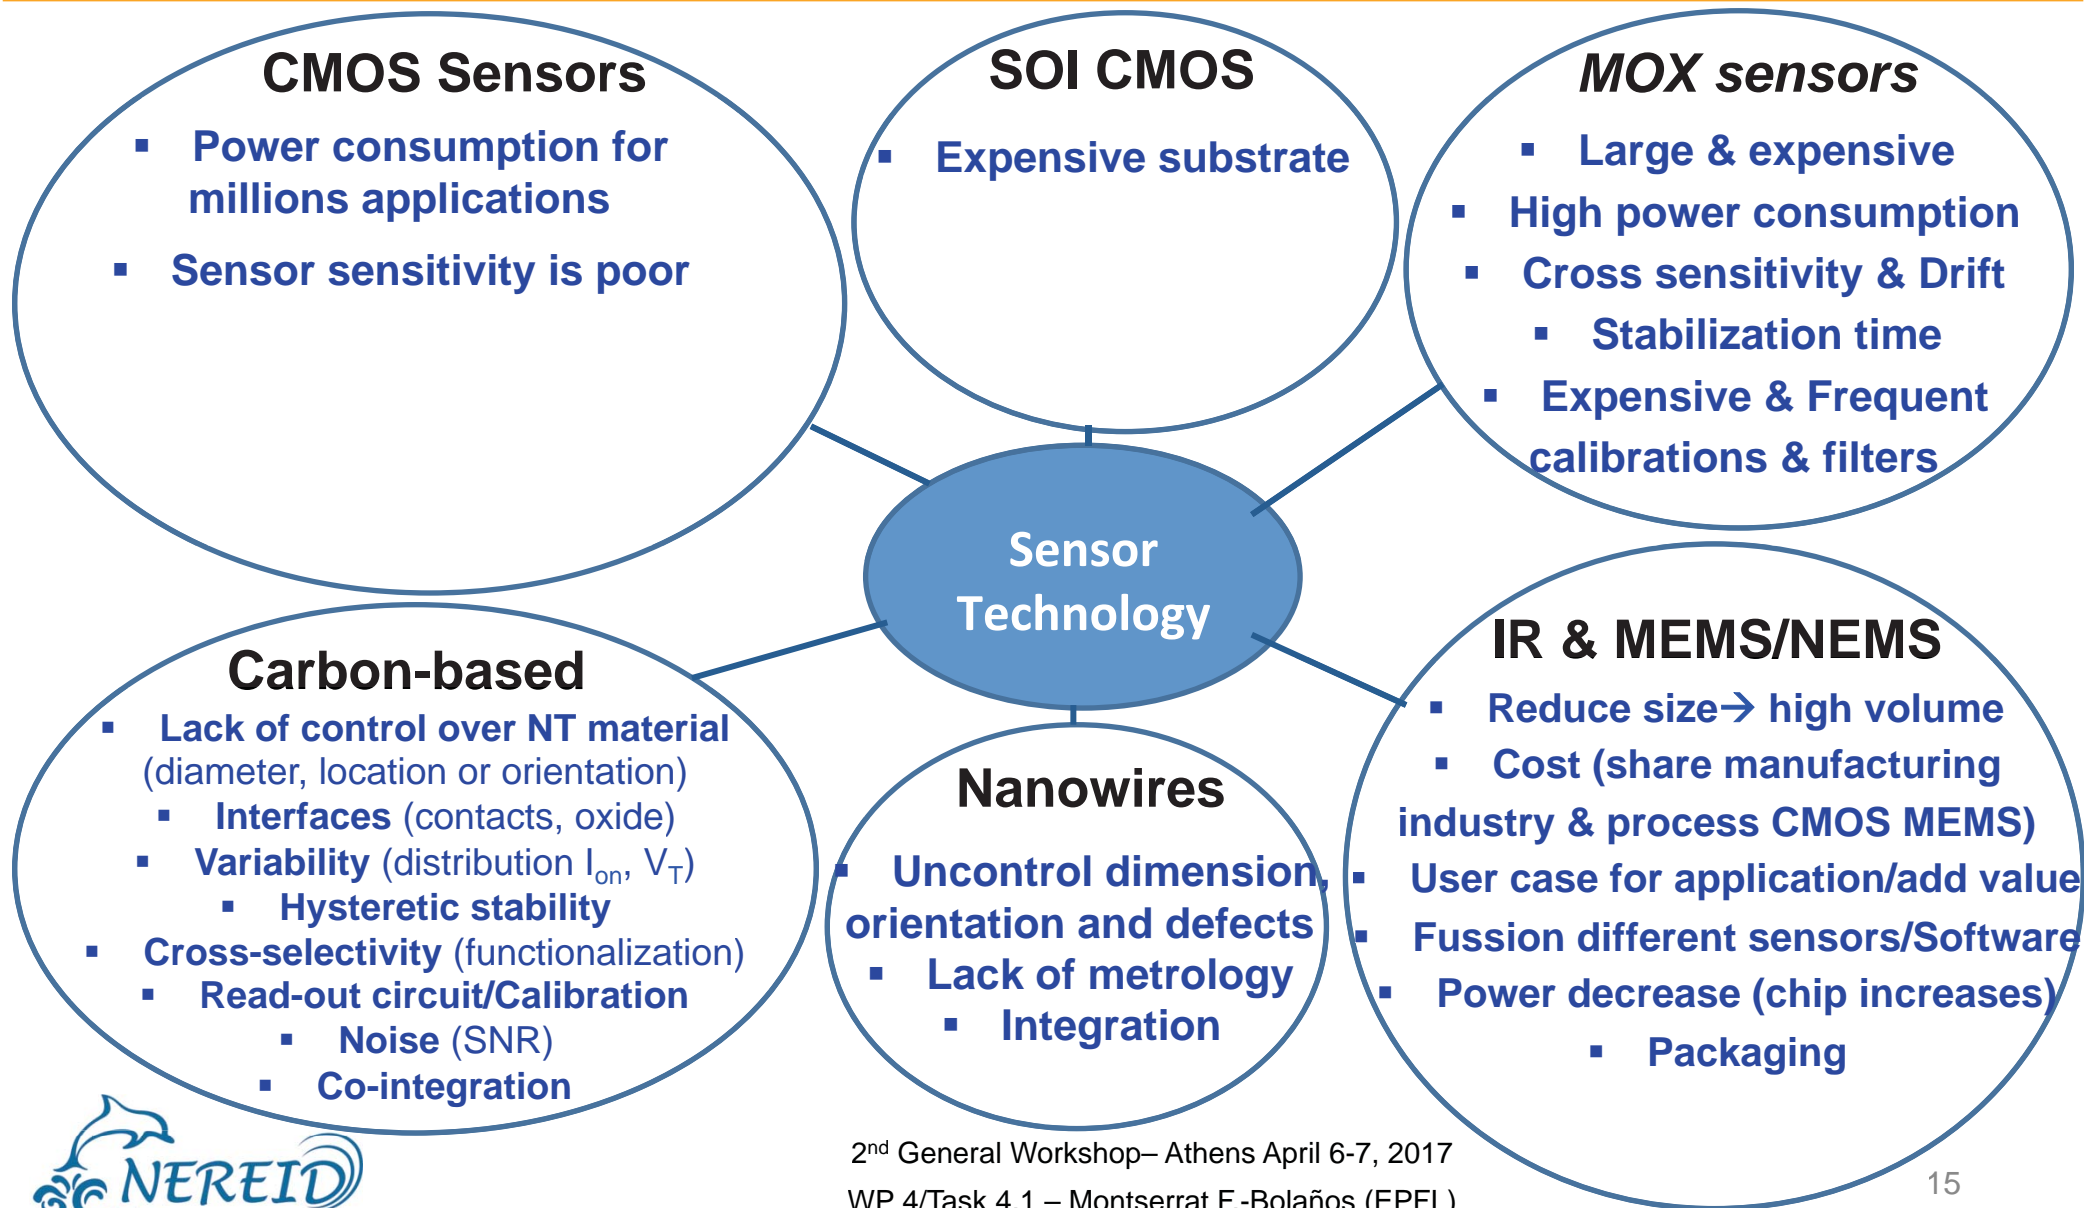 CMOS Sensors
▪ Power consumption for
millions applications
▪ Sensor sensitivity is poor
SOI CMOS
▪ Expensive substrate
MOX sensors
▪ Large & expensive
▪ High power consumption
▪ Cross sensitivity & Drift
▪ Stabilization time
▪ Expensive & Frequent
calibrations & filters
Sensor
Technology
Carbon-based
▪ Lack of control over NT material
(diameter, location or orientation)
▪ Interfaces (contacts, oxide)
▪ Variability (distribution Ion, VT)
▪ Hysteretic stability
▪ Cross-selectivity (functionalization)
▪ Read-out circuit/Calibration
▪ Noise (SNR)
▪ Co-integration
Nanowires
▪ Uncontrol dimension,
orientation and defects
▪ Lack of metrology
▪ Integration
IR & MEMS/NEMS
▪ Reduce size→ high volume
▪ Cost (share manufacturing
industry & process CMOS MEMS)
▪ User case for application/add value
▪ Fussion different sensors/Software
▪ Power decrease (chip increases)
▪ Packaging
NEREID
2nd General Workshop– Athens April 6-7, 2017
WP 4/Task 4.1 – Montserrat F.-Bolaños (EPFL)
15